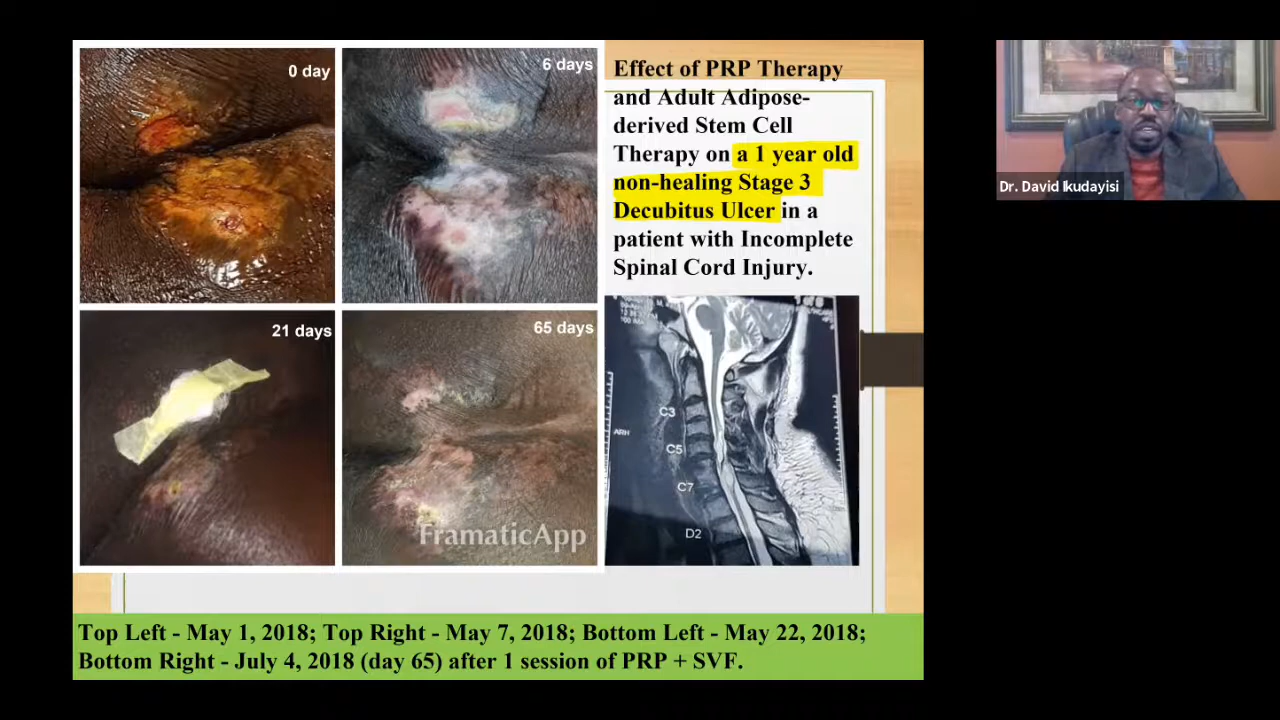 0 day
6 days
21 days
65 days
FramaticApp
Effect of PRP Therapy
and Adult Adipose-
derived Stem Cell
Therapy on a 1 year old
non-healing Stage 3
Decubitus Ulcer in a
patient with Incomplete
Spinal Cord Injury.
C3
ARH
C5
C7
D2
Top Left - May 1, 2018; Top Right - May 7, 2018; Bottom Left - May 22, 2018;
Bottom Right - July 4, 2018 (day 65) after 1 session of PRP + SVF.
Dr. David Ikudayisi